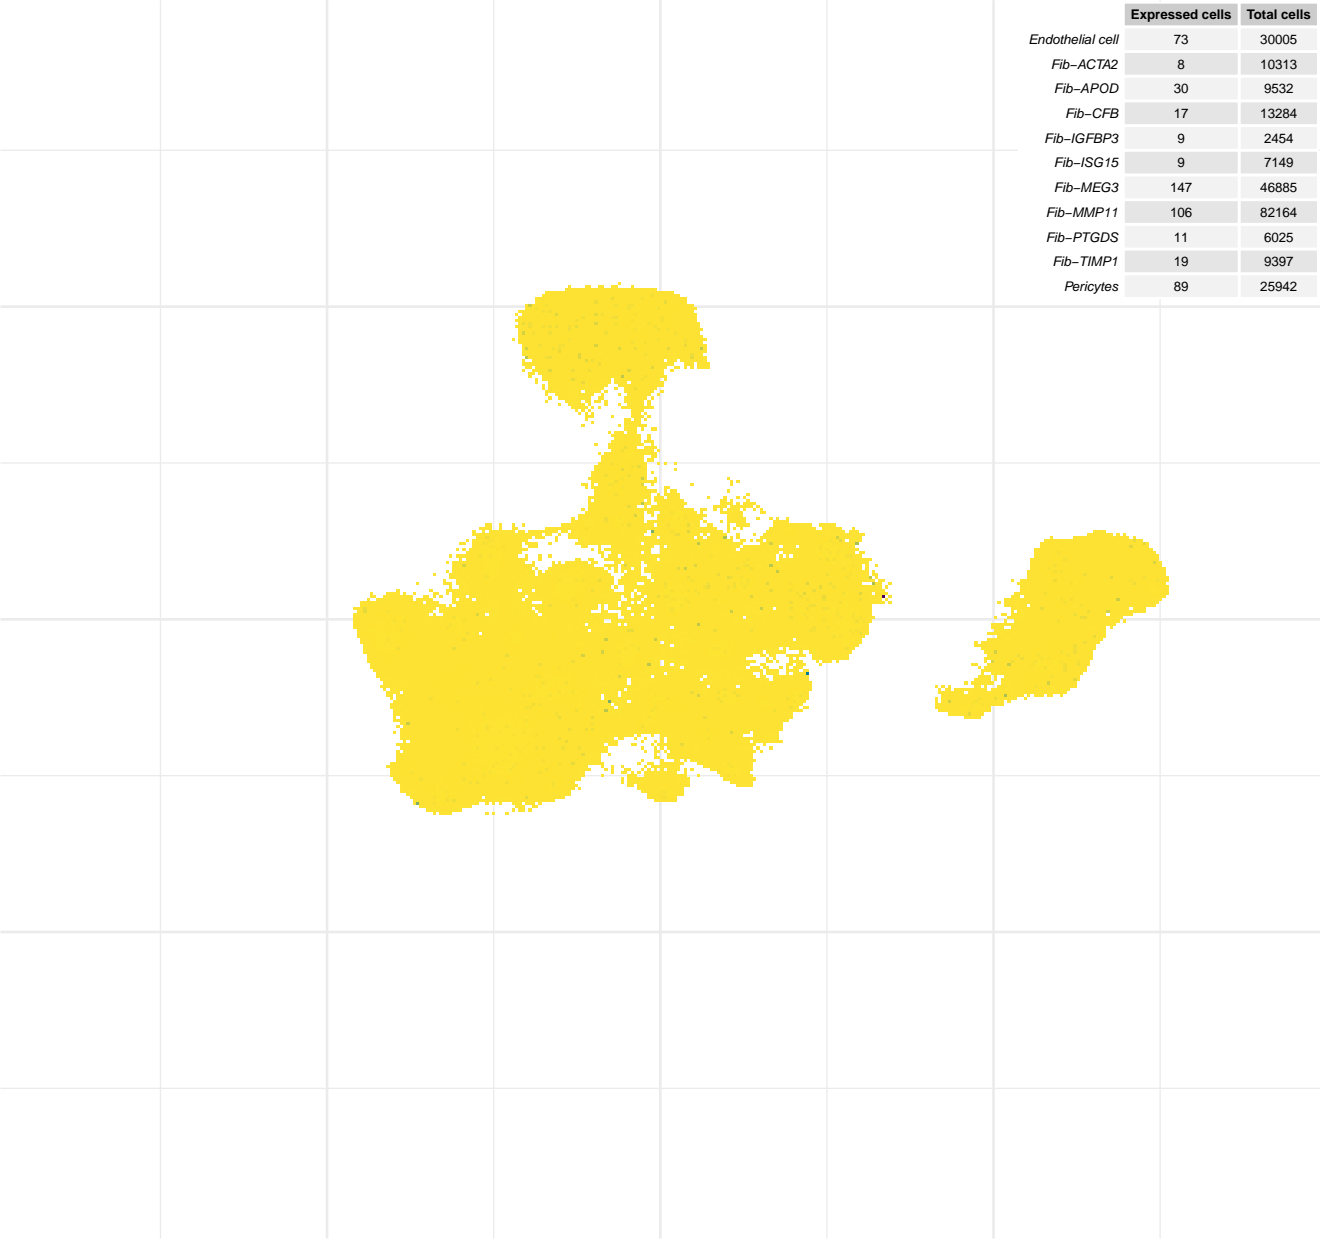 Expressed cells Total cells
Endothelial cell 73 30005
Fib−ACTA2 8 10313
Fib−APOD 30 9532
Fib−CFB 17 13284
Fib−IGFBP3 9 2454
Fib−ISG15 9 7149
Fib−MEG3 147 46885
Fib−MMP11 106 82164
Fib−PTGDS 11 6025
Fib−TIMP1 19 9397
Pericytes 89 25942